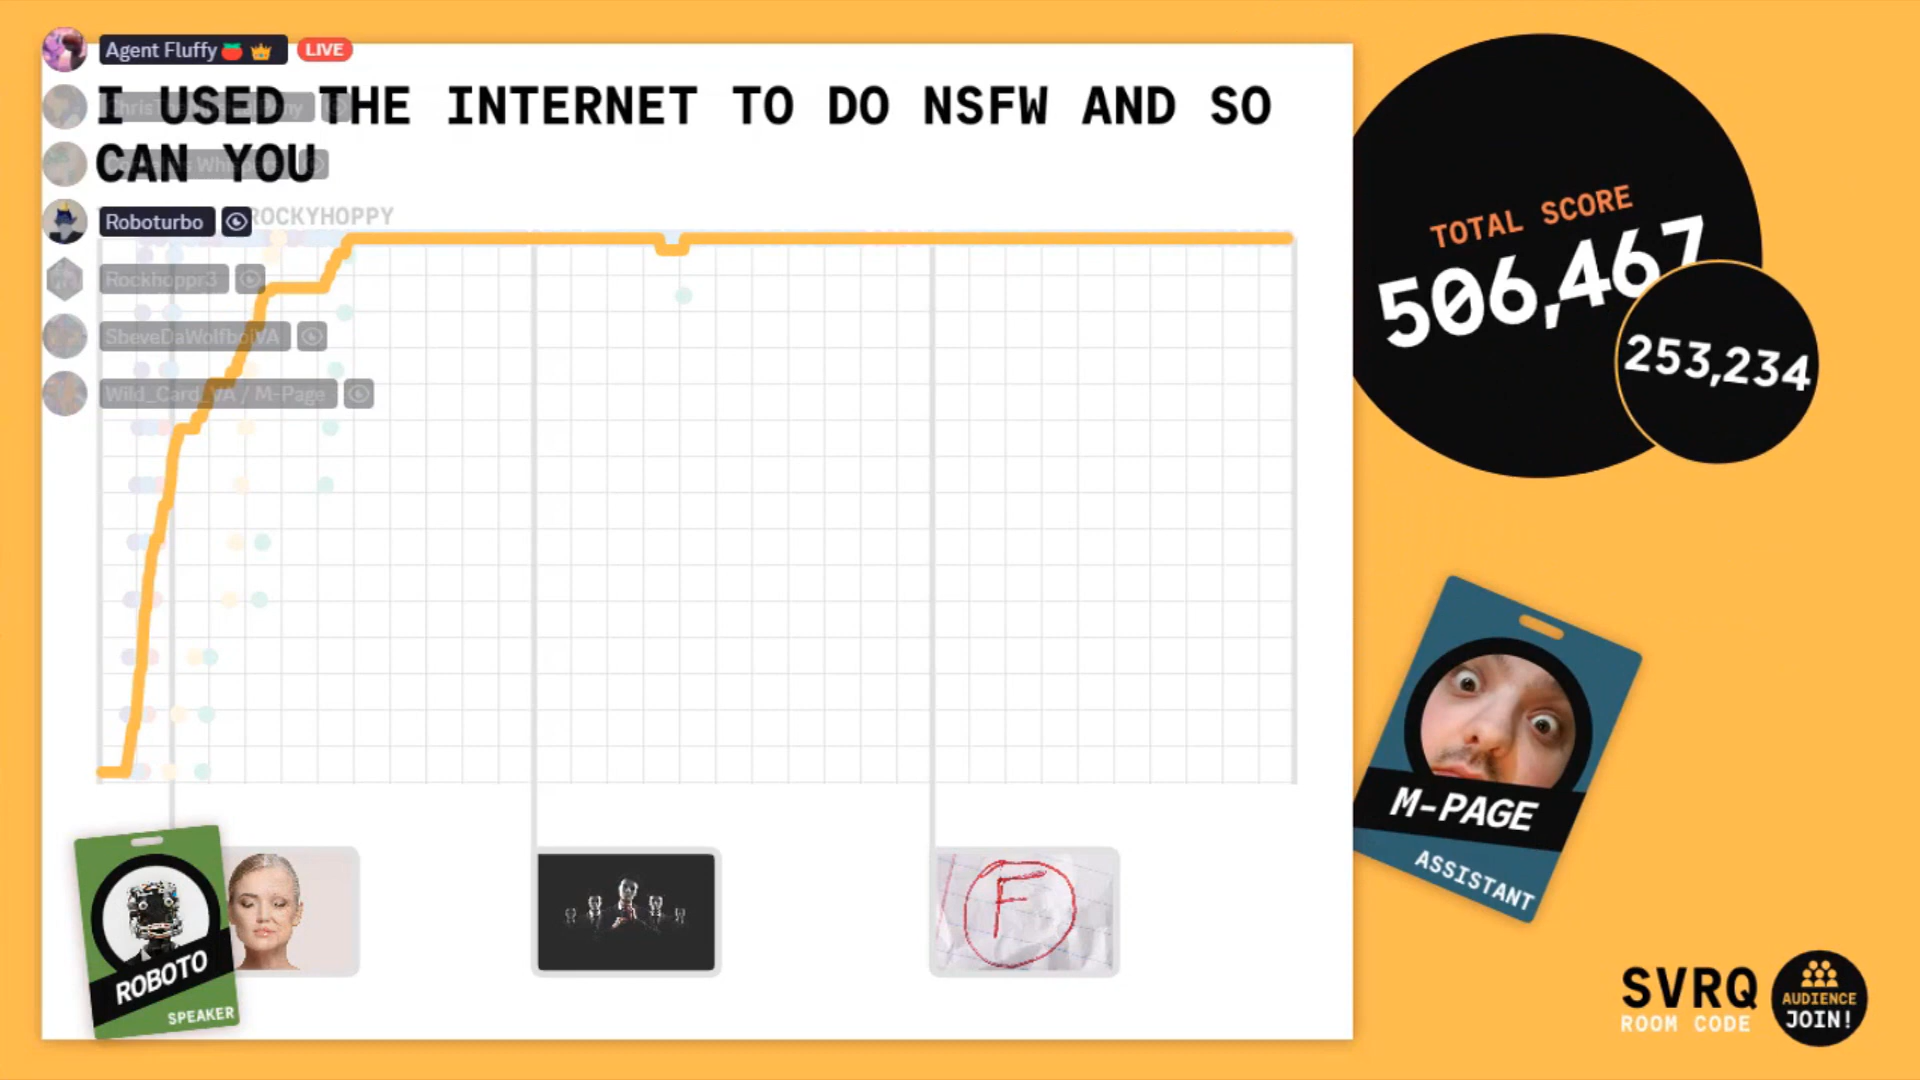 Agent Fluffy LIVE
I USED THE INTERNET TO DO NSFW AND SO
CAN YOU
Roboturbo
ROCKYHOPPY
Rockhoppr3
SbeveDaWolfboiVA
Wild_Card_VA / M-Page
TOTAL SCORE
506,467
253,234
M-PAGE
ASSISTANT
F
ROBOTO
SPEAKER
SVRQ
ROOM CODE
AUDIENCE
JOIN!